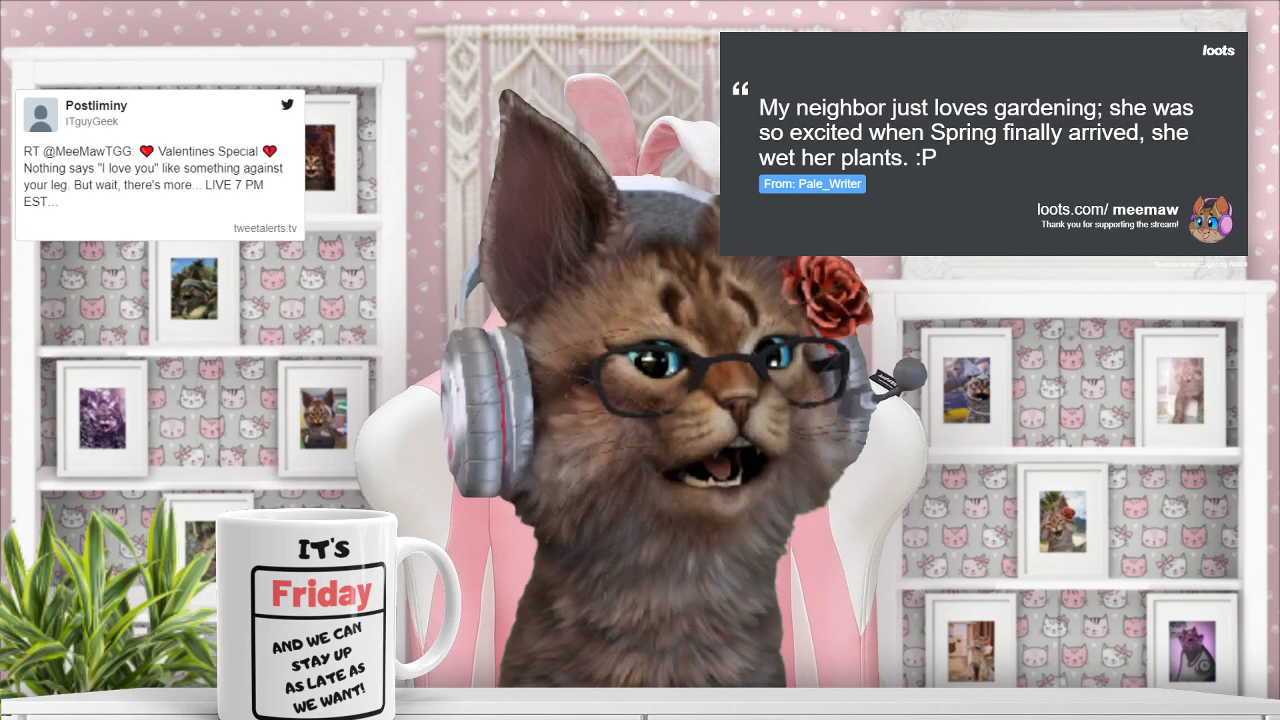 Postliminy
ITguyGeek
RT @MeeMawTGG: ❤ Valentines Special ❤
Nothing says "I love you" like something against
your leg. But wait, there's more... LIVE 7 PM
EST...
tweetalerts.tv
loots
“
My neighbor just loves gardening; she was
so excited when Spring finally arrived, she
wet her plants. :P
From: Pale_Writer
loots.com/ meemaw
Thank you for supporting the stream!
IT'S
Friday
AND WE CAN
STAY UP
AS LATE AS
WE WANT!